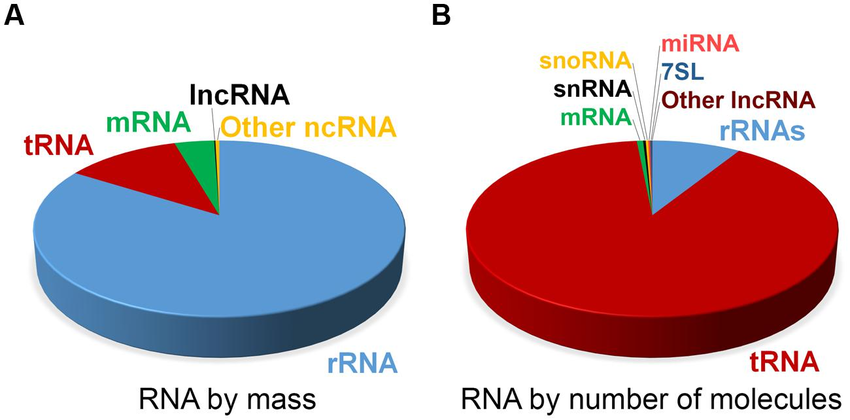 A
lncRNA
mRNA
Other ncRNA
tRNA
rRNA
RNA by mass
B
miRNA
snoRNA
7SL
snRNA
Other lncRNA
mRNA
rRNAs
tRNA
RNA by number of molecules